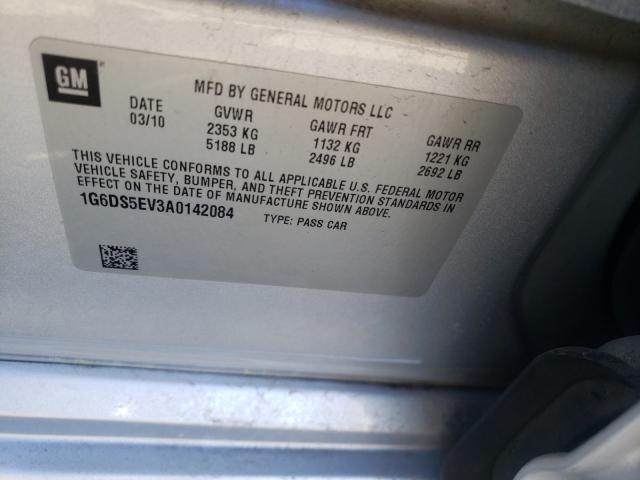 GM
MFD BY GENERAL MOTORS LLC
DATE GVWR GAWR FRT GAWR RR
03/10 2353 KG 1132 KG 1221 KG
5188 LB 2496 LB 2692 LB
THIS VEHICLE CONFORMS TO ALL APPLICABLE U.S. FEDERAL MOTOR
VEHICLE SAFETY, BUMPER, AND THEFT PREVENTION STANDARDS IN
EFFECT ON THE DATE OF MANUFACTURE SHOWN ABOVE.
1G6DS5EV3A0142084 TYPE: PASS CAR